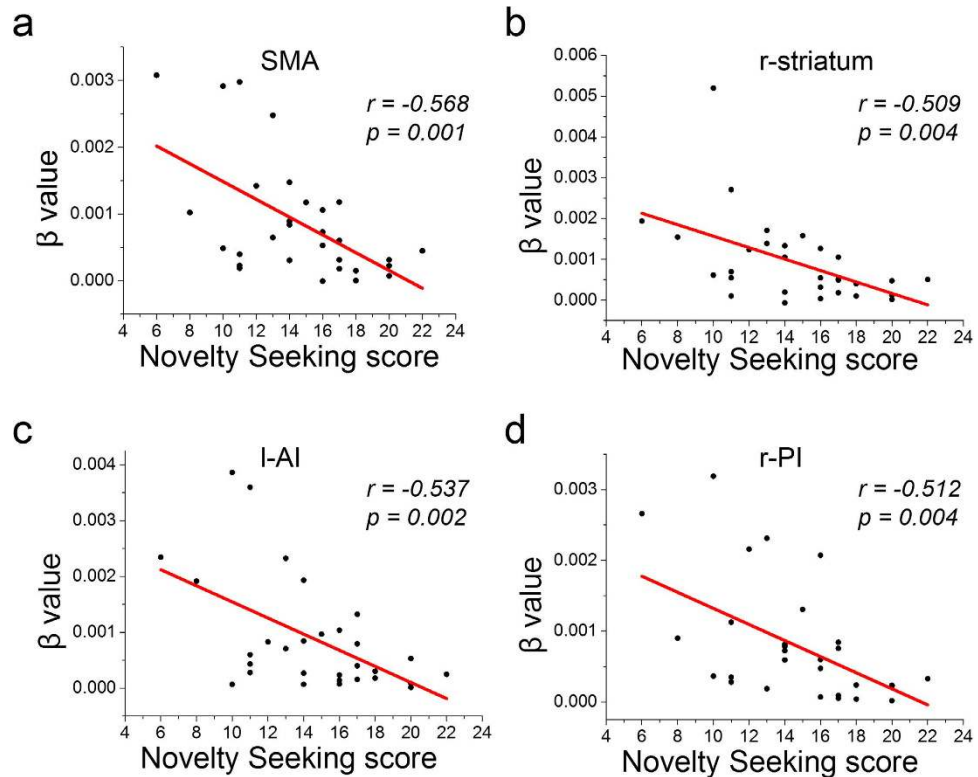 a
SMA
r = -0.568
p = 0.001
β value
0.003
0.002
0.001
0.000
4 6 8 10 12 14 16 18 20 22 24
Novelty Seeking score
b
r-striatum
r = -0.509
p = 0.004
β value
0.006
0.005
0.004
0.003
0.002
0.001
0.000
4 6 8 10 12 14 16 18 20 22 24
Novelty Seeking score
c
l-AI
r = -0.537
p = 0.002
β value
0.004
0.003
0.002
0.001
0.000
4 6 8 10 12 14 16 18 20 22 24
Novelty Seeking score
d
r-PI
r = -0.512
p = 0.004
β value
0.003
0.002
0.001
0.000
4 6 8 10 12 14 16 18 20 22 24
Novelty Seeking score